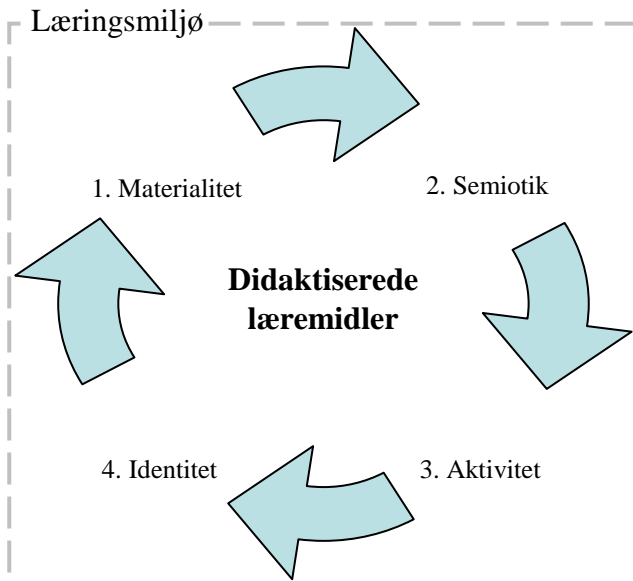 Læringsmiljø
1. Materialitet
2. Semiotik
Didaktiserede
læremidler
4. Identitet
3. Aktivitet